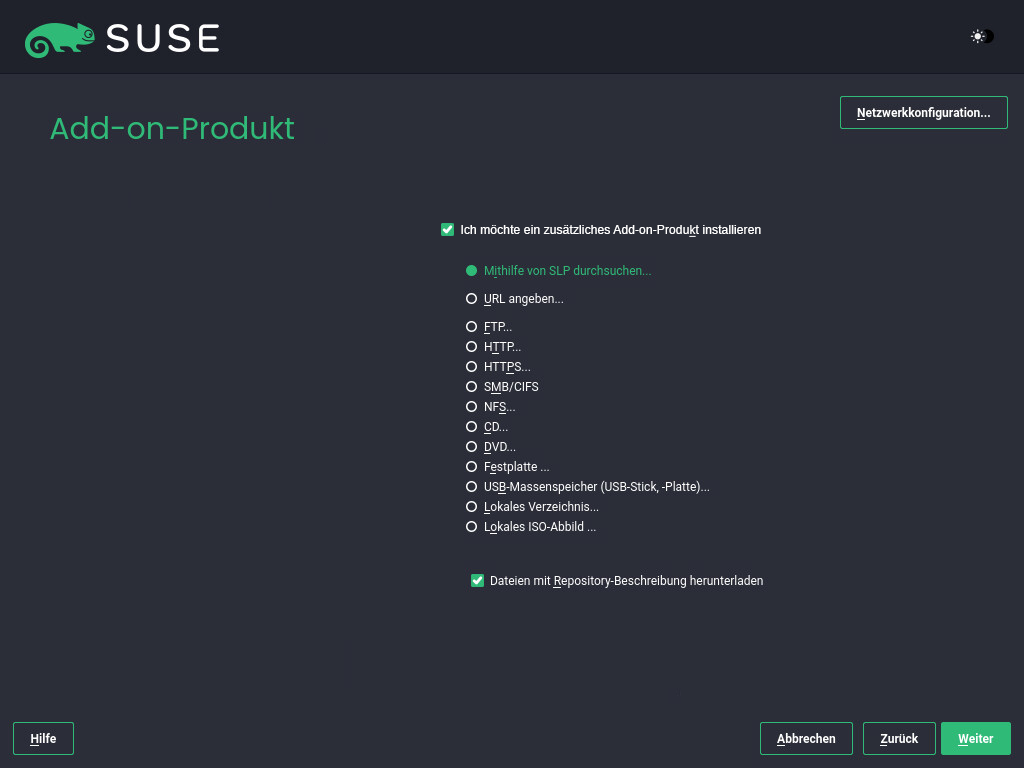 SUSE
Add-on-Produkt
Netzwerkkonfiguration...
Ich möchte ein zusätzliches Add-on-Produkt installieren
Mithilfe von SLP durchsuchen...
URL angeben...
FTP...
HTTP...
HTTPS...
SMB/CIFS
NFS...
CD...
DVD...
Festplatte ...
USB-Massenspeicher (USB-Stick, -Platte)...
Lokales Verzeichnis...
Lokales ISO-Abbild ...
Dateien mit Repository-Beschreibung herunterladen
Hilfe
Abbrechen
Zurück
Weiter